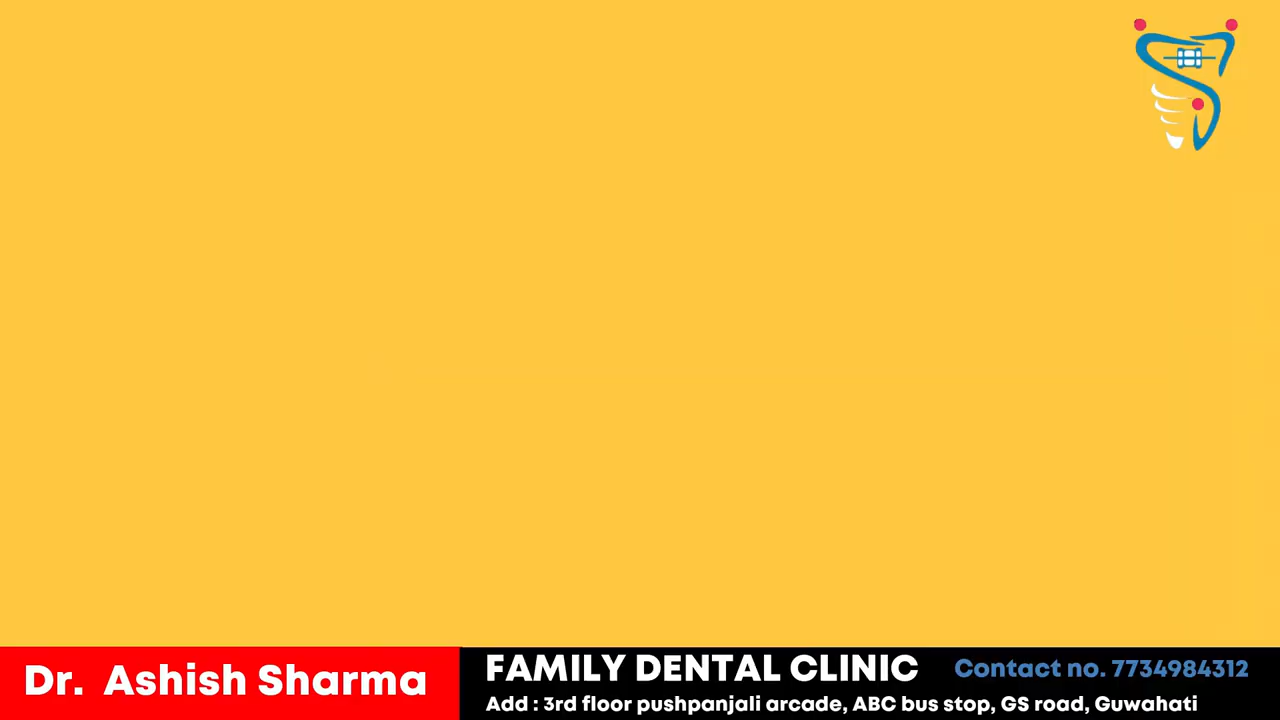 Dr. Ashish Sharma
FAMILY DENTAL CLINIC
Contact no. 7734984312
Add : 3rd floor pushpanjali arcade, ABC bus stop, GS road, Guwahati